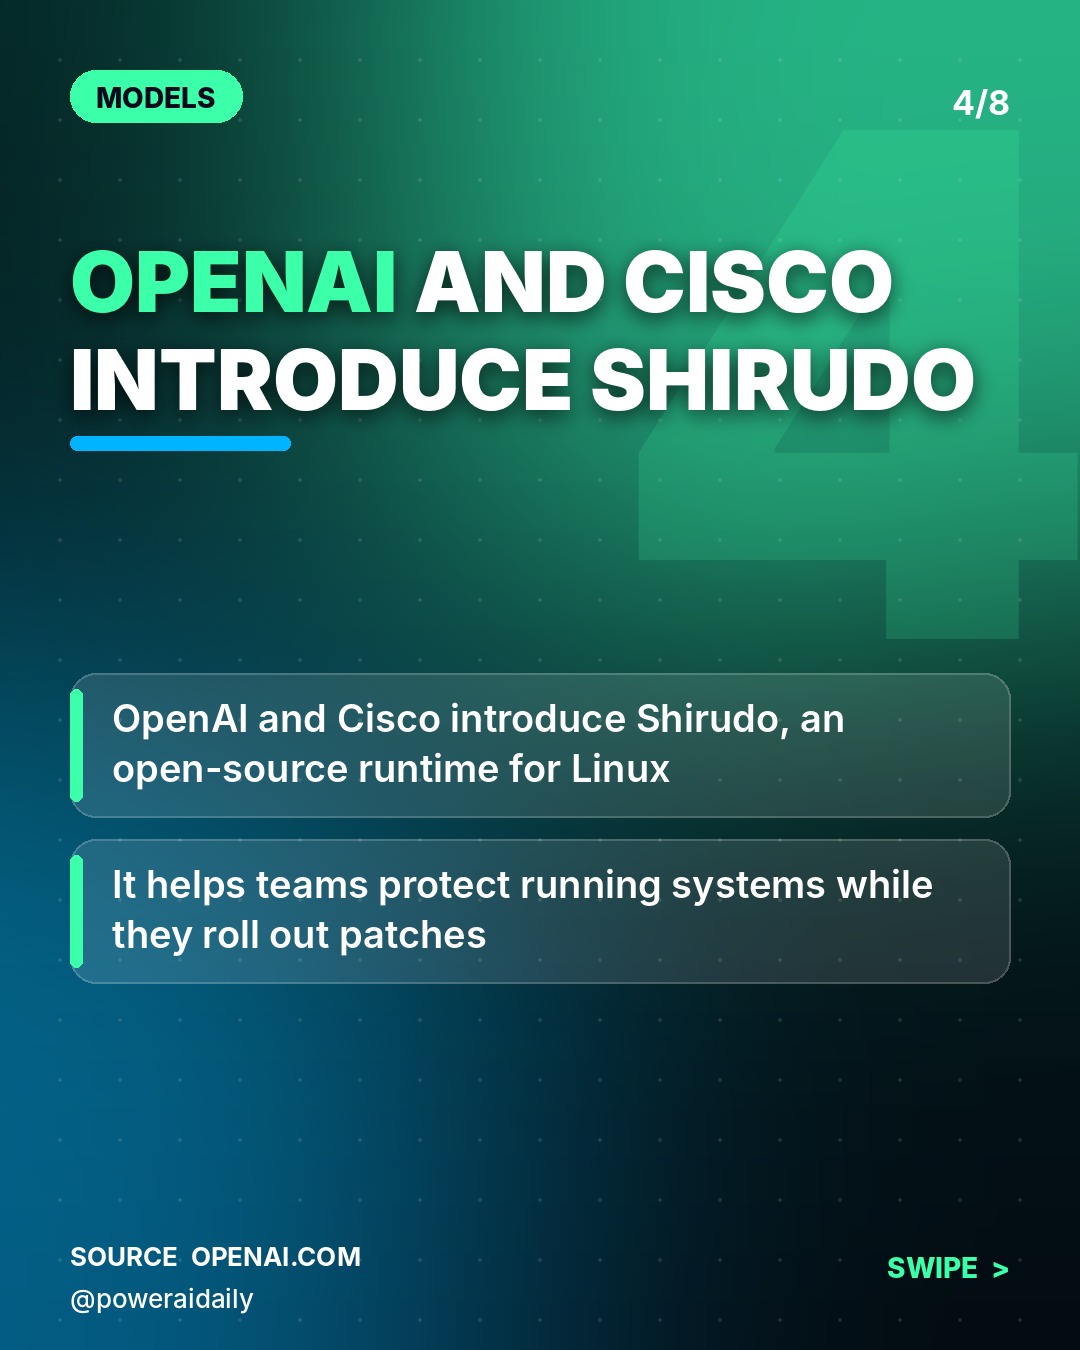 MODELS
4/8
4
OPENAI AND CISCO
INTRODUCE SHIRUDO
OpenAI and Cisco introduce Shirudo, an
open-source runtime for Linux
It helps teams protect running systems while
they roll out patches
SOURCE OPENAI.COM
@poweraidaily
SWIPE >